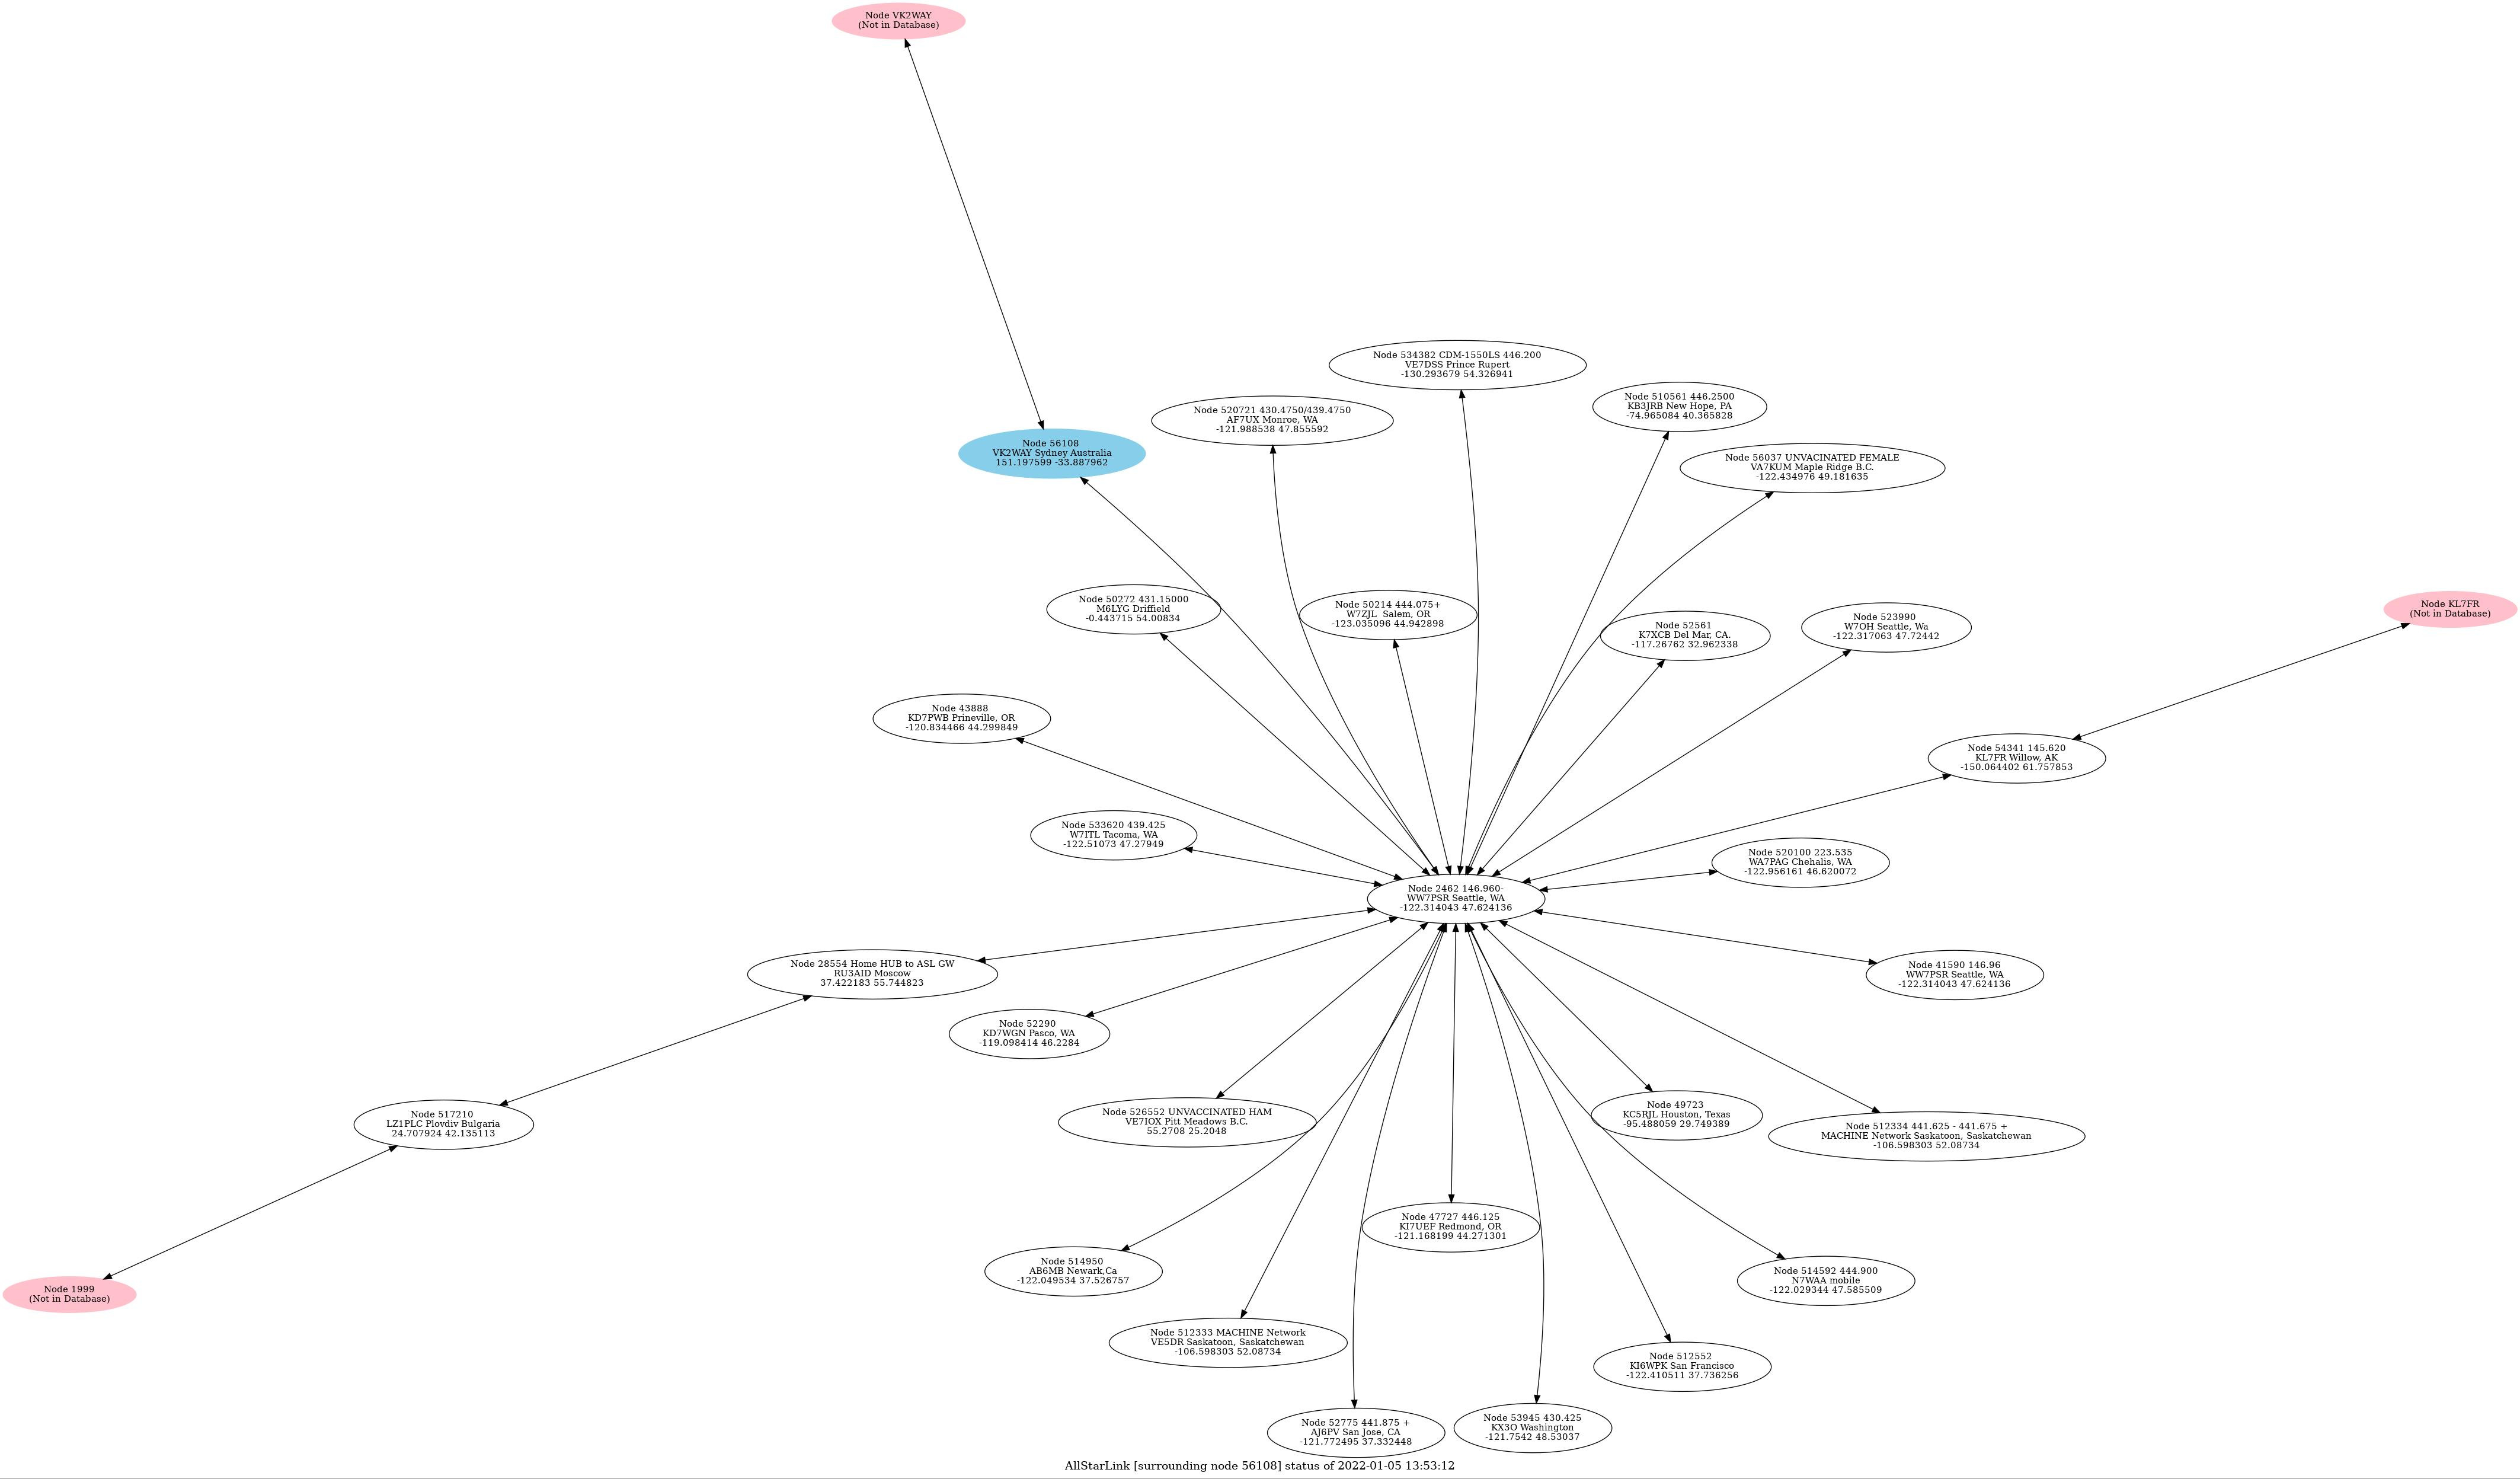 Node VK2WAY
(Not in Database)
Node 534382 CDM-1550LS 446.200
VE7DSS Prince Rupert
-130.293679 54.326941
Node 510561 446.2500
KB3JRB New Hope, PA
-74.965084 40.365828
Node 520721 430.4750/439.4750
AF7UX Monroe, WA
-121.988538 47.855592
Node 56108
VK2WAY Sydney Australia
151.197599 -33.887962
Node 56037 UNVACINATED FEMALE
VA7KUM Maple Ridge B.C.
-122.434976 49.181635
Node 50272 431.15000
M6LYG Driffield
-0.443715 54.00834
Node 50214 444.075+
W7ZJL  Salem, OR
-123.035096 44.942898
Node 52561
K7XCB Del Mar, CA.
-117.26762 32.962338
Node 523990
W7OH Seattle, Wa
-122.317063 47.72442
Node KL7FR
(Not in Database)
Node 43888
KD7PWB Prineville, OR
-120.834466 44.299849
Node 54341 145.620
KL7FR Willow, AK
-150.064402 61.757853
Node 533620 439.425
W7ITL Tacoma, WA
-122.51073 47.27949
Node 520100 223.535
WA7PAG Chehalis, WA
-122.956161 46.620072
Node 2462 146.960-
WW7PSR Seattle, WA
-122.314043 47.624136
Node 28554 Home HUB to ASL GW
RU3AID Moscow
37.422183 55.744823
Node 41590 146.96
WW7PSR Seattle, WA
-122.314043 47.624136
Node 52290
KD7WGN Pasco, WA
-119.098414 46.2284
Node 517210
LZ1PLC Plovdiv Bulgaria
24.707924 42.135113
Node 526552 UNVACCINATED HAM
VE7IOX Pitt Meadows B.C.
55.2708 25.2048
Node 49723
KC5RJL Houston, Texas
-95.488059 29.749389
Node 512334 441.625 - 441.675 +
MACHINE Network Saskatoon, Saskatchewan
-106.598303 52.08734
Node 47727 446.125
KI7UEF Redmond, OR
-121.168199 44.271301
Node 514950
AB6MB Newark,Ca
-122.049534 37.526757
Node 514592 444.900
N7WAA mobile
-122.029344 47.585509
Node 1999
(Not in Database)
Node 512333 MACHINE Network
VE5DR Saskatoon, Saskatchewan
-106.598303 52.08734
Node 512552
KI6WPK San Francisco
-122.410511 37.736256
Node 52775 441.875 +
AJ6PV San Jose, CA
-121.772495 37.332448
Node 53945 430.425
KX3O Washington
-121.7542 48.53037
AllStarLink [surrounding node 56108] status of 2022-01-05 13:53:12